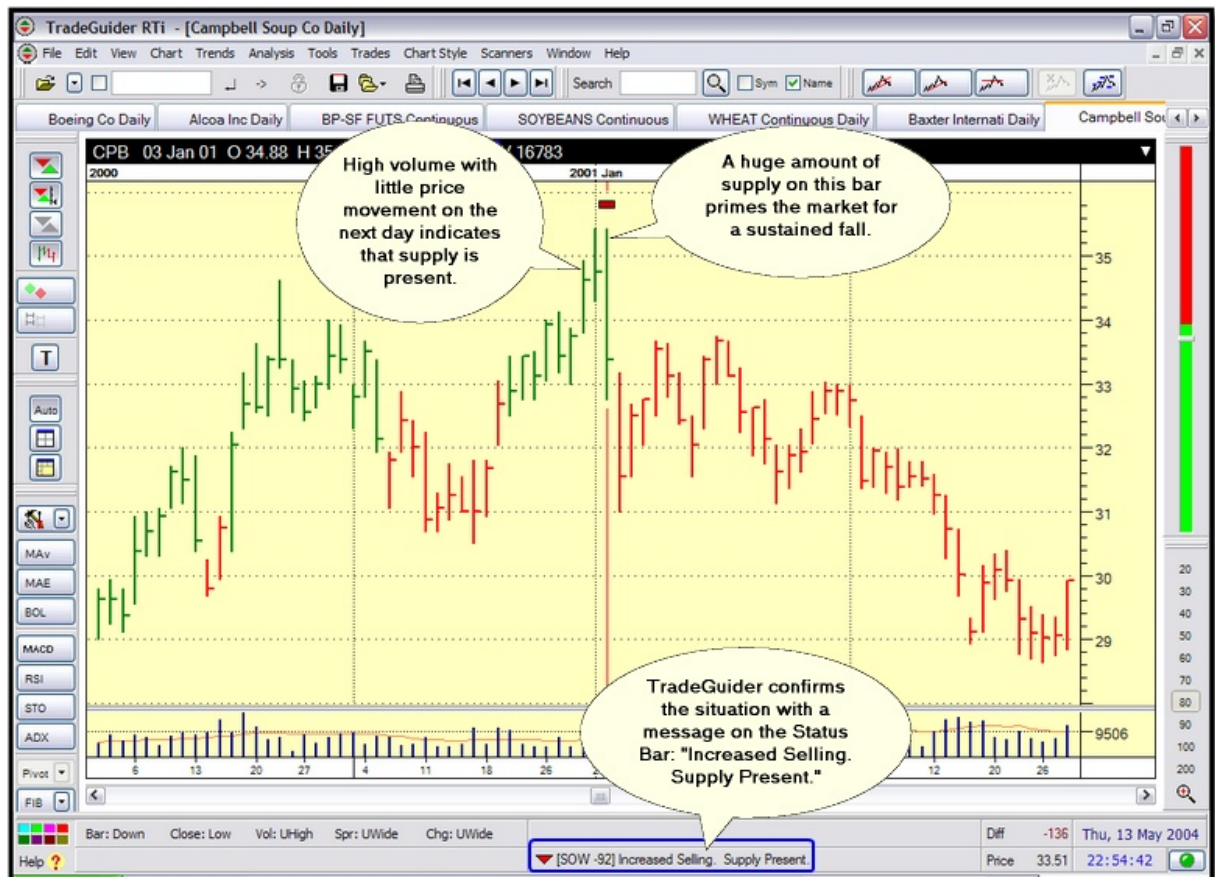 TradeGuider RTi - [Campbell Soup Co Daily]
File Edit View Chart Trends Analysis Tools Trades Chart Style Scanners Window Help
Search Sym Name
Boeing Co Daily Alcoa Inc Daily BP-SF FUTS Continuous SOYBEANS Continuous WHEAT Continuous Daily Baxter Internati Daily Campbell Sou
CPB 03 Jan 01 O 34.88 H 35 16783
2000 2001 Jan
High volume with
little price
movement on the
next day indicates
that supply is
present.
A huge amount of
supply on this bar
primes the market for
a sustained fall.
35
34
33
32
31
30
29
T
Auto
MAv
MAE
BOL
MACD
RSI
STO
ADX
Pivot
FIB
20
30
40
50
60
70
80
90
100
200
TradeGuider confirms
the situation with a
message on the Status
Bar: "Increased Selling.
Supply Present."
9506
6 13 20 27 4 11 18 26 12 20 26
Bar: Down Close: Low Vol: UHigh Spr: UWide Chg: UWide Diff -136 Thu, 13 May 2004
Help ? [SOW -92] Increased Selling. Supply Present. Price 33.51 22:54:42